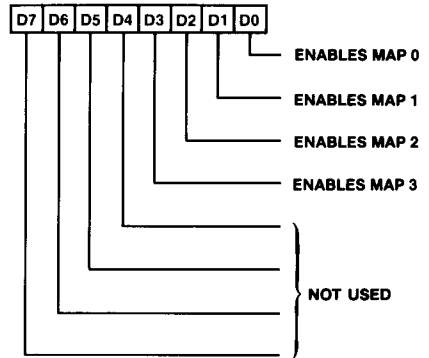 D7 D6 D5 D4 D3 D2 D1 D0
ENABLES MAP 0
ENABLES MAP 1
ENABLES MAP 2
ENABLES MAP 3
NOT USED